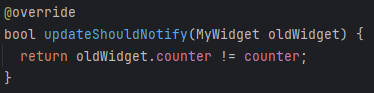 @override
bool updateShouldNotify(MyWidget oldWidget) {
  return oldWidget.counter != counter;
}